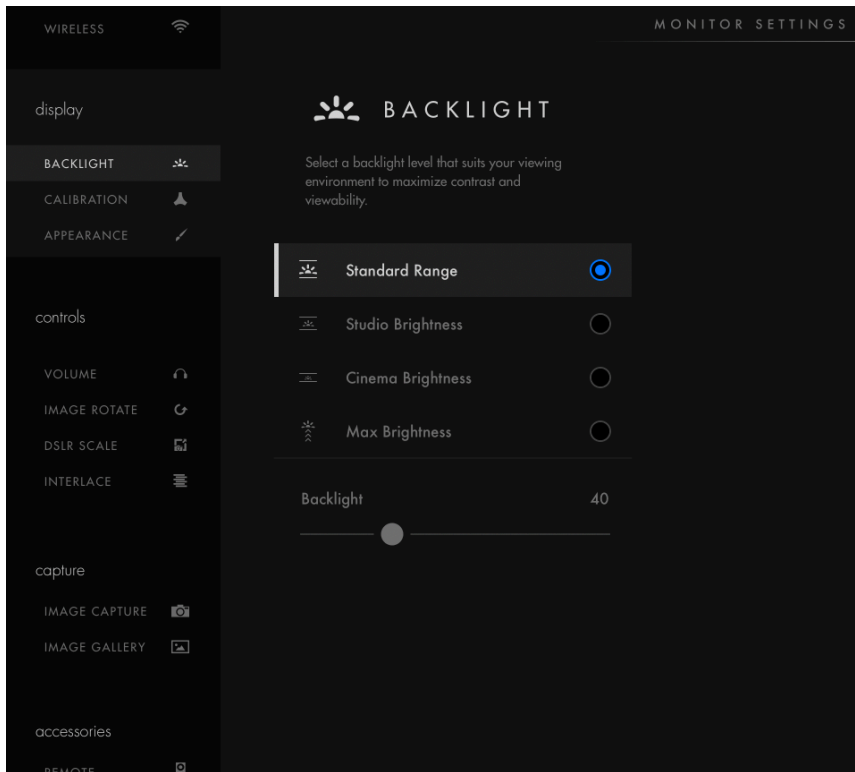 WIRELESS
MONITOR SETTINGS
display
BACKLIGHT
CALIBRATION
APPEARANCE
controls
VOLUME
IMAGE ROTATE
DSLR SCALE
INTERLACE
capture
IMAGE CAPTURE
IMAGE GALLERY
accessories
REMOTE
BACKLIGHT
Select a backlight level that suits your viewing
environment to maximize contrast and
viewability.
Standard Range
Studio Brightness
Cinema Brightness
Max Brightness
Backlight 40